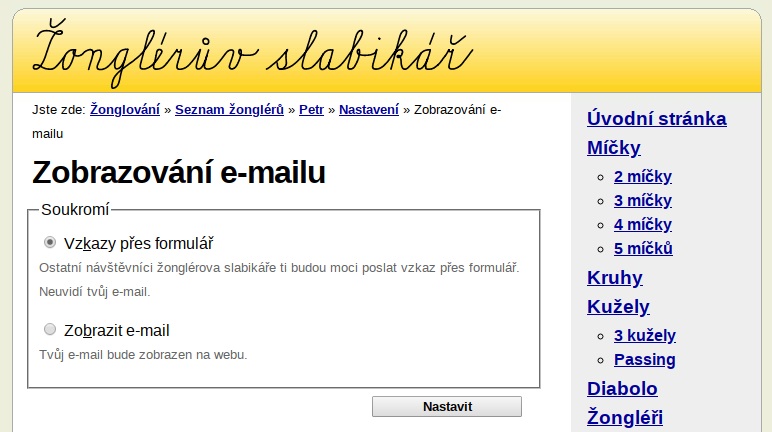 Žonglérův slabikář
Jste zde: Žonglování » Seznam žonglérů » Petr » Nastavení » Zobrazování e-
mailu
Zobrazování e-mailu
Soukromí
Vzkazy přes formulář
Ostatní návštěvníci žonglérova slabikáře ti budou moci poslat vzkaz přes formulář.
Neuvidí tvůj e-mail.
Zobrazit e-mail
Tvůj e-mail bude zobrazen na webu.
Nastavit
Úvodní stránka
Míčky
2 míčky
3 míčky
4 míčky
5 míčků
Kruhy
Kužely
3 kužely
Passing
Diabolo
Žongléři